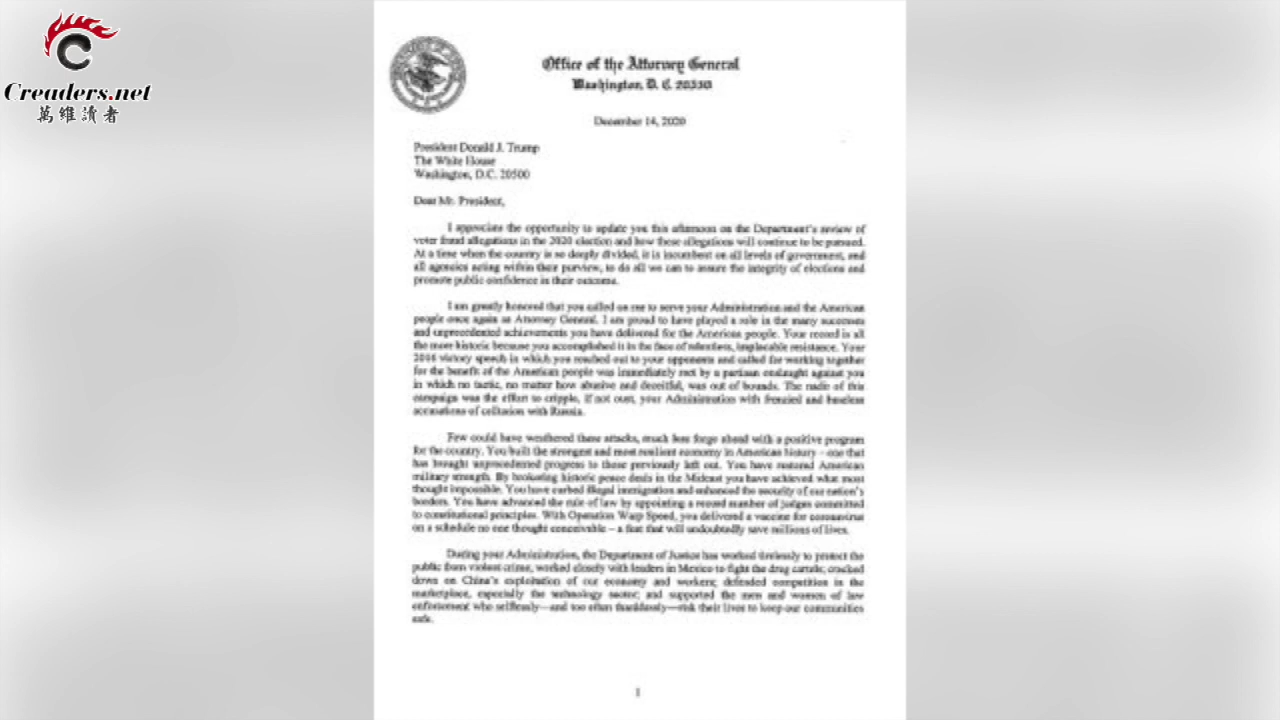 Creaders.net
萬維讀者
Office of the Attorney General
Washington, D. C. 20530
December 14, 2020
President Donald J. Trump
The White House
Washington, D.C. 20500
Dear Mr. President,
I appreciate the opportunity to update you this afternoon on the Department's review of
voter fraud allegations in the 2020 election and how these allegations will continue to be pursued.
At a time when the country is so deeply divided, it is incumbent on all levels of government, and
all agencies acting within their purview, to do all we can to assure the integrity of elections and
promote public confidence in their outcome.
I am greatly honored that you called on me to serve your Administration and the American
people once again as Attorney General. I am proud to have played a role in the many successes
and unprecedented achievements you have delivered for the American people. Your record is all
the more historic because you accomplished it in the face of relentless, implacable resistance. Your
2016 victory speech in which you reached out to your opponents and called for working together
for the benefit of the American people was immediately met by a partisan onslaught against you
in which no tactic, no matter how abusive and deceitful, was out of bounds. The nadir of this
campaign was the effort to cripple, if not oust, your Administration with frenzied and baseless
accusations of collusion with Russia.
Few could have weathered these attacks, much less forge ahead with a positive program
for the country. You built the strongest and most resilient economy in American history – one that
has brought unprecedented progress to those previously left out. You have restored American
military strength. By brokering historic peace deals in the Mideast you have achieved what most
thought impossible. You have curbed illegal immigration and enhanced the security of our nation's
borders. You have advanced the rule of law by appointing a record number of judges committed
to constitutional principles. With Operation Warp Speed, you delivered a vaccine for coronavirus
on a schedule no one thought conceivable – a feat that will undoubtedly save millions of lives.
During your Administration, the Department of Justice has worked tirelessly to protect the
public from violent crime, worked closely with leaders in Mexico to fight the drug cartels; cracked
down on China's exploitation of our economy and workers; defended competition in the
marketplace, especially the technology sector; and supported the men and women of law
enforcement who selflessly—and too often thanklessly—risk their lives to keep our communities
safe.
1